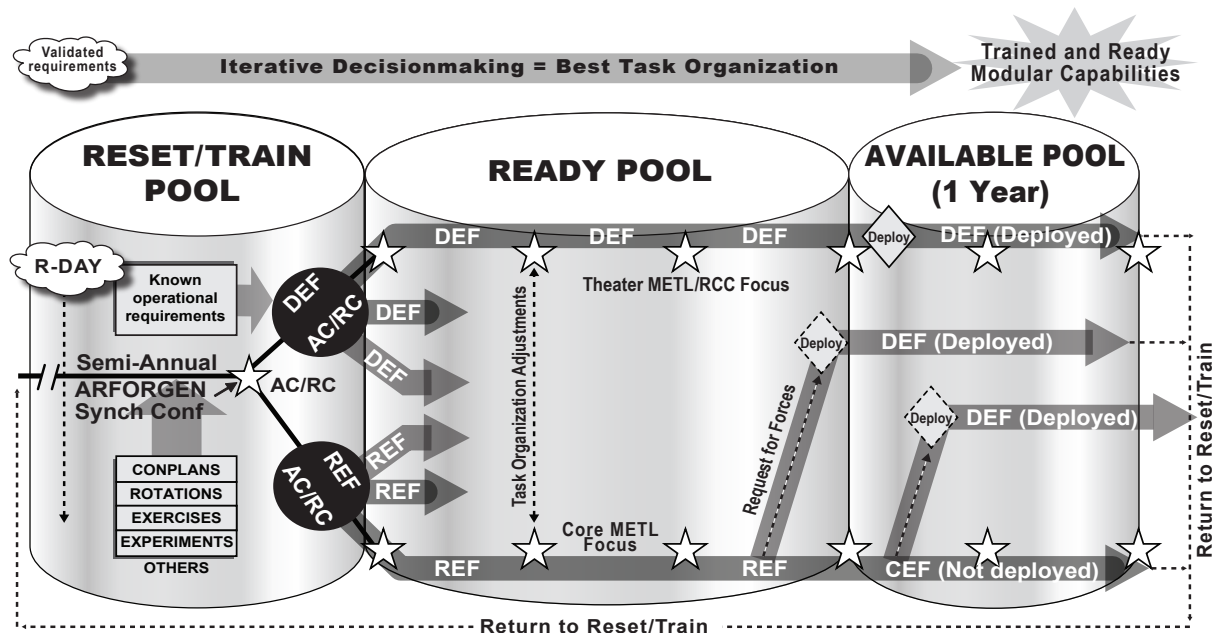 Validated
requirements
Iterative Decisionmaking = Best Task Organization
Trained and Ready
Modular Capabilities
RESET/TRAIN
POOL
READY POOL
AVAILABLE POOL
(1 Year)
R-DAY
Known
operational
requirements
Semi-Annual
ARFORGEN
Synch Conf
AC/RC
CONPLANS
ROTATIONS
EXERCISES
EXPERIMENTS
OTHERS
DEF
AC/RC
REF
AC/RC
DEF
DEF
REF
REF
DEF
DEF
DEF
Deploy
DEF (Deployed)
Theater METL/RCC Focus
Task Organization Adjustments
Request for Forces
Deploy
DEF (Deployed)
Deploy
DEF (Deployed)
Core METL
Focus
REF
REF
CEF (Not deployed)
Return to Reset/Train
Return to Reset/Train